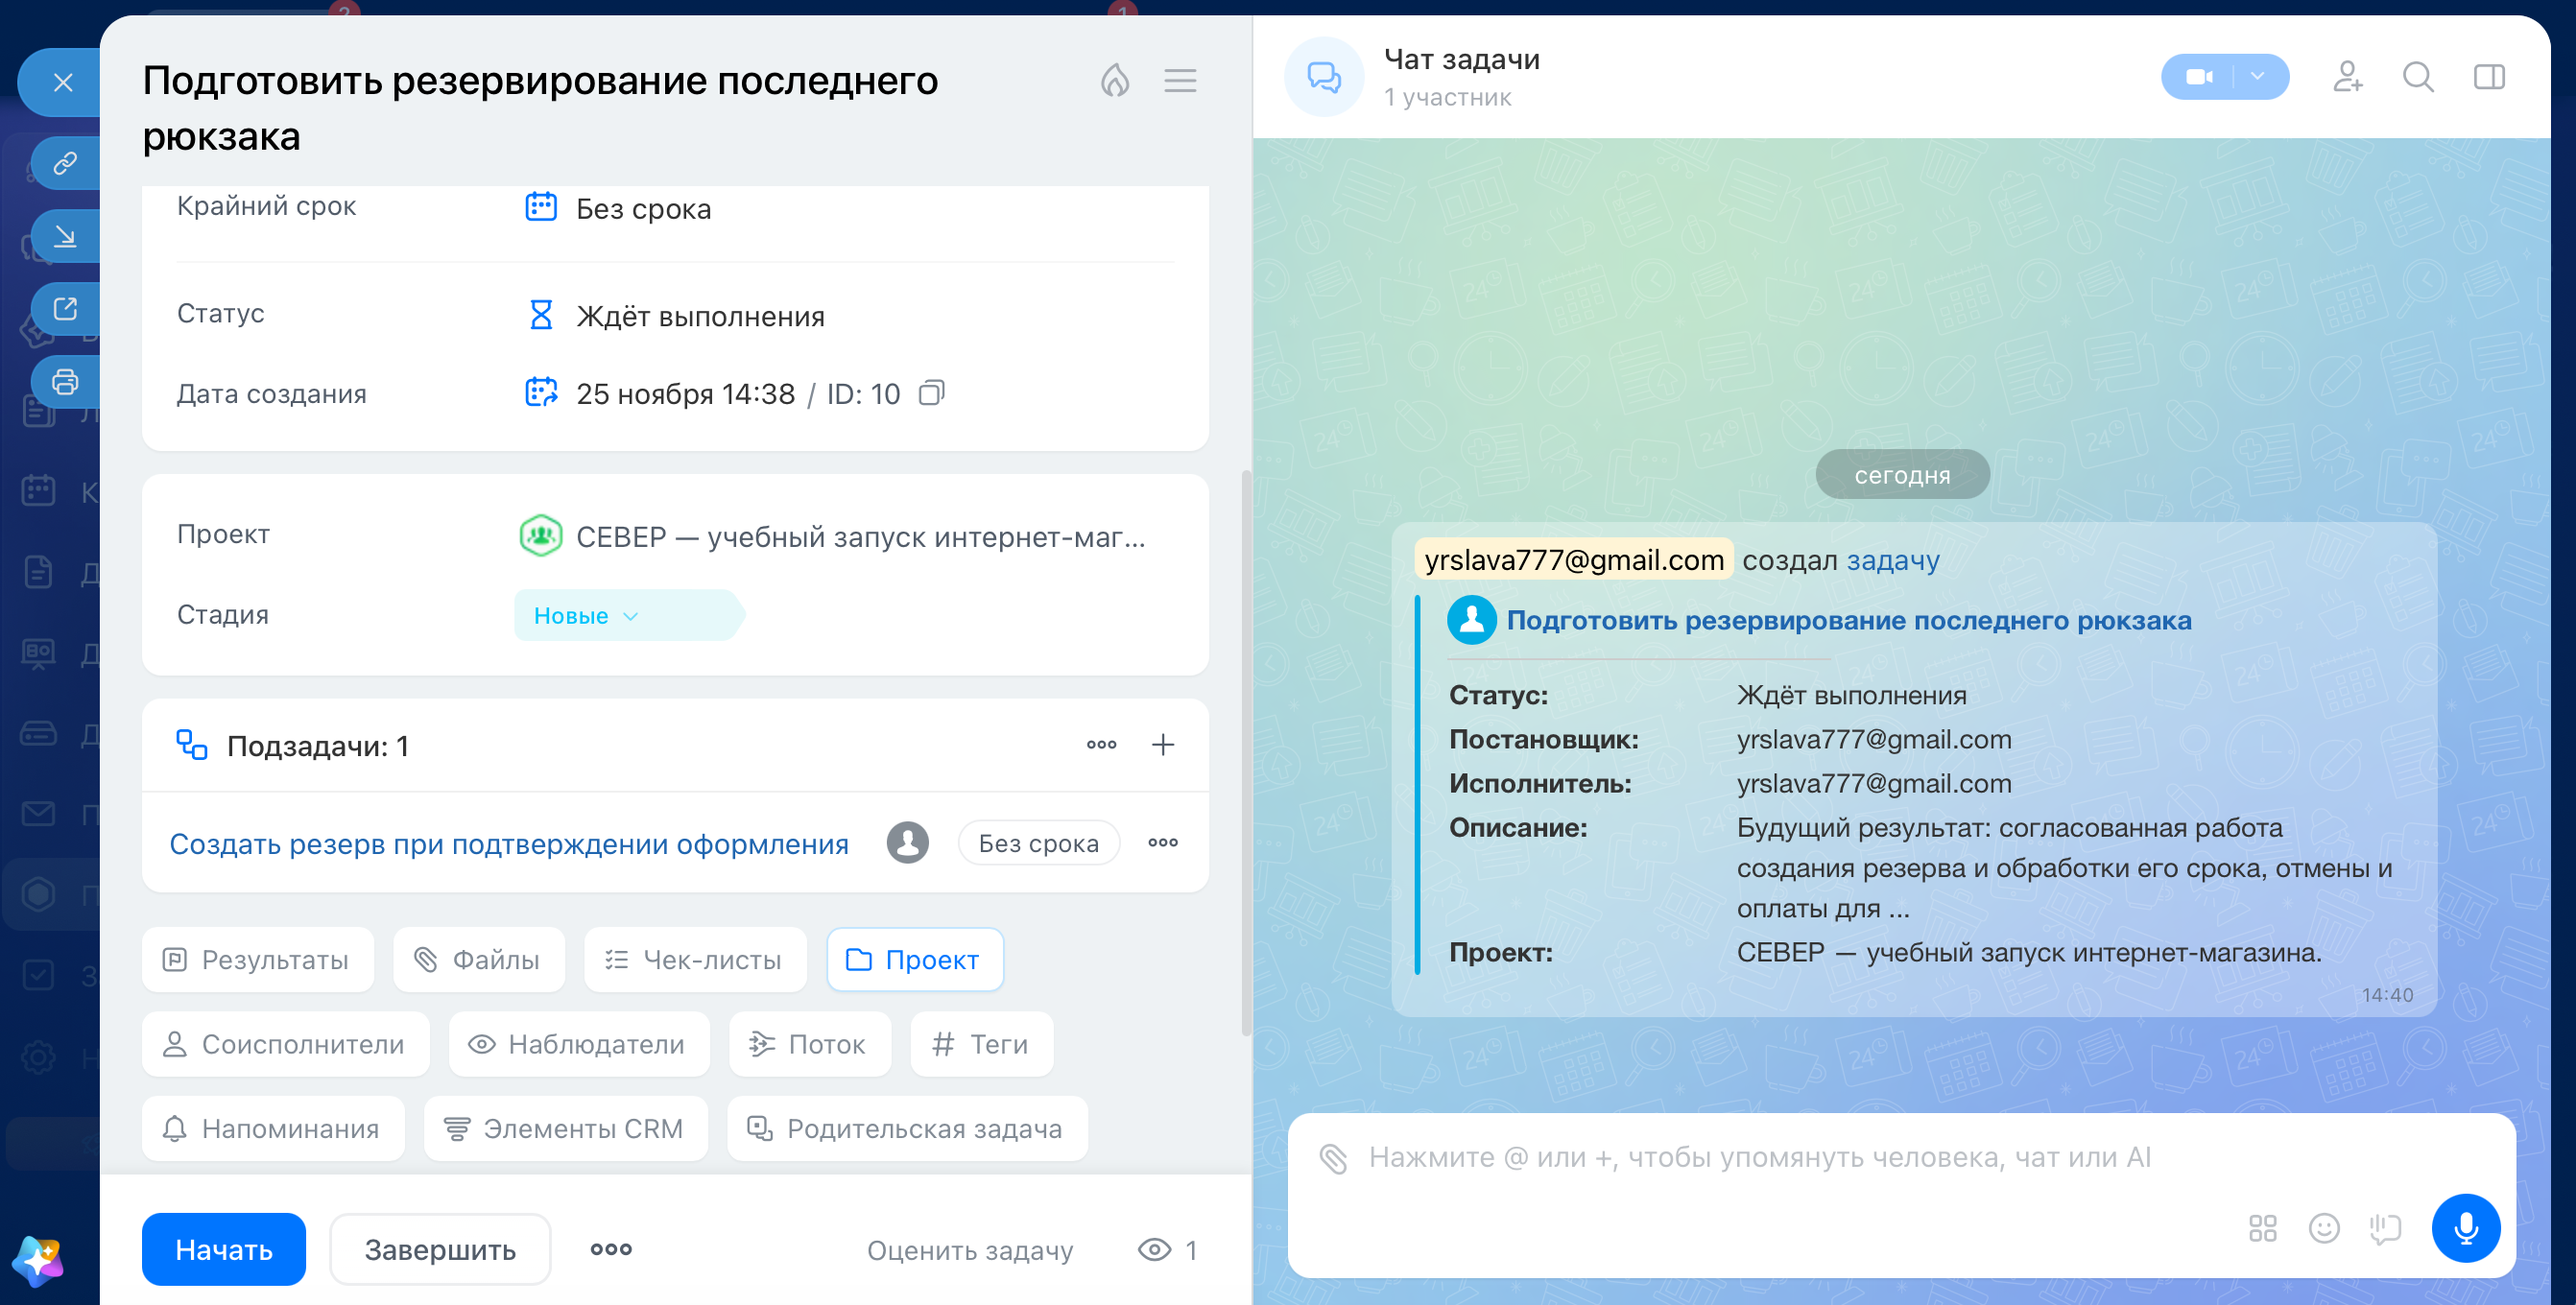 2
1
Подготовить резервирование последнего
рюкзака
Крайний срок
Без срока
Статус
Ждёт выполнения
Дата создания
25 ноября 14:38 / ID: 10
Проект
СЕВЕР — учебный запуск интернет-маг...
Стадия
Новые
Подзадачи: 1
Создать резерв при подтверждении оформления
Без срока
Результаты
Файлы
Чек-листы
Проект
Соисполнители
Наблюдатели
Поток
Теги
Напоминания
Элементы CRM
Родительская задача
Начать
Завершить
Оценить задачу
1
Чат задачи
1 участник
сегодня
yrslava777@gmail.com создал задачу
Подготовить резервирование последнего рюкзака
Статус: Ждёт выполнения
Постановщик: yrslava777@gmail.com
Исполнитель: yrslava777@gmail.com
Описание: Будущий результат: согласованная работа
создания резерва и обработки его срока, отмены и
оплаты для ...
Проект: СЕВЕР — учебный запуск интернет-магазина.
14:40
Нажмите @ или +, чтобы упомянуть человека, чат или AI